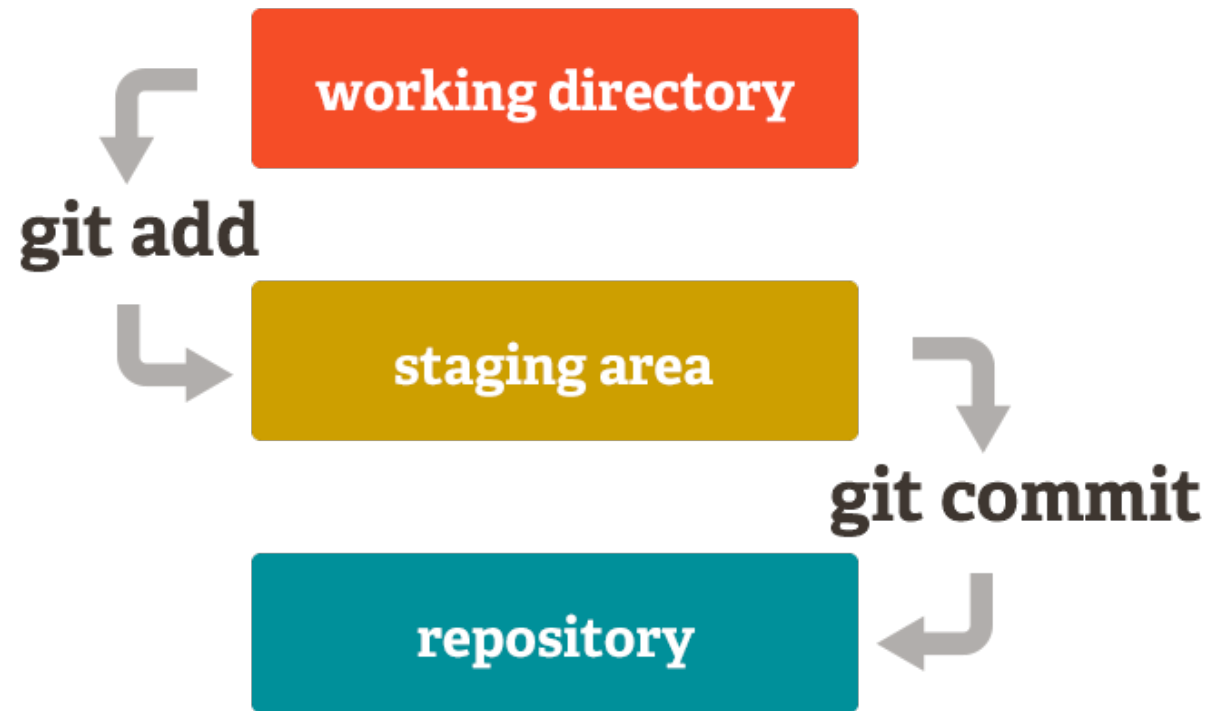 working directory
git add
staging area
git commit
repository